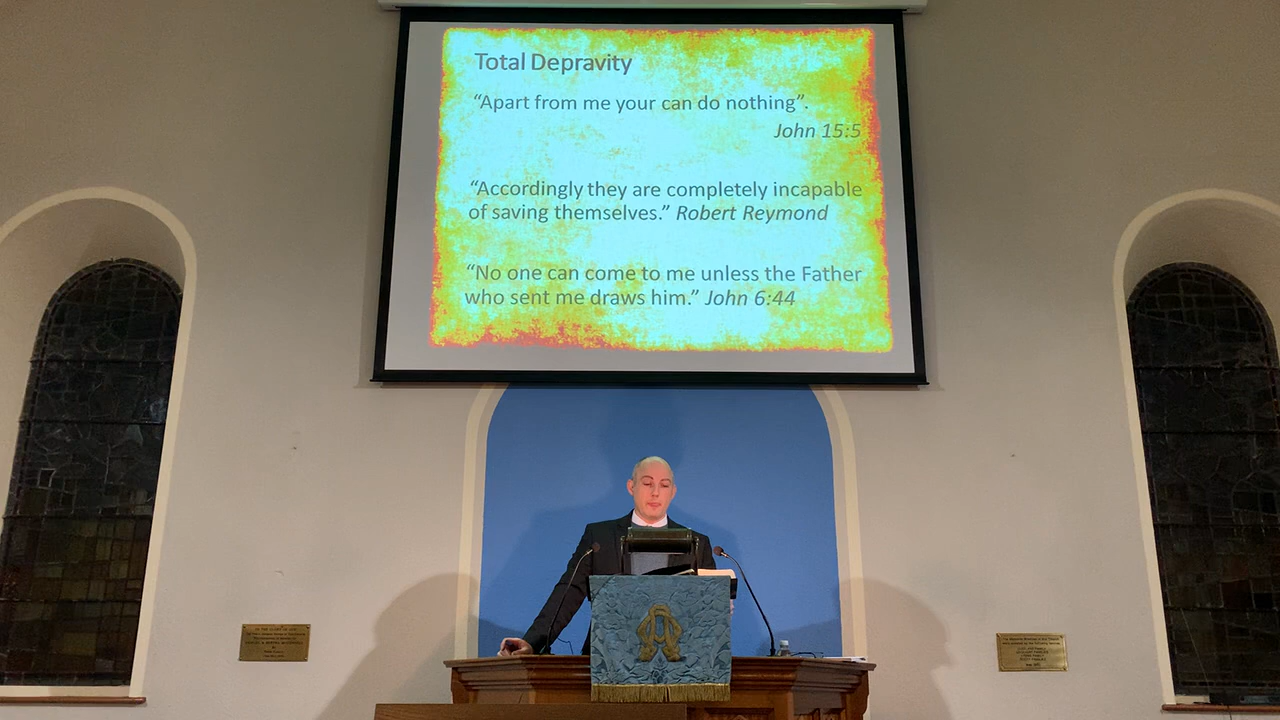 Total Depravity
“Apart from me your can do nothing”.
John 15:5
“Accordingly they are completely incapable
of saving themselves.” Robert Reymond
“No one can come to me unless the Father
who sent me draws him.” John 6:44